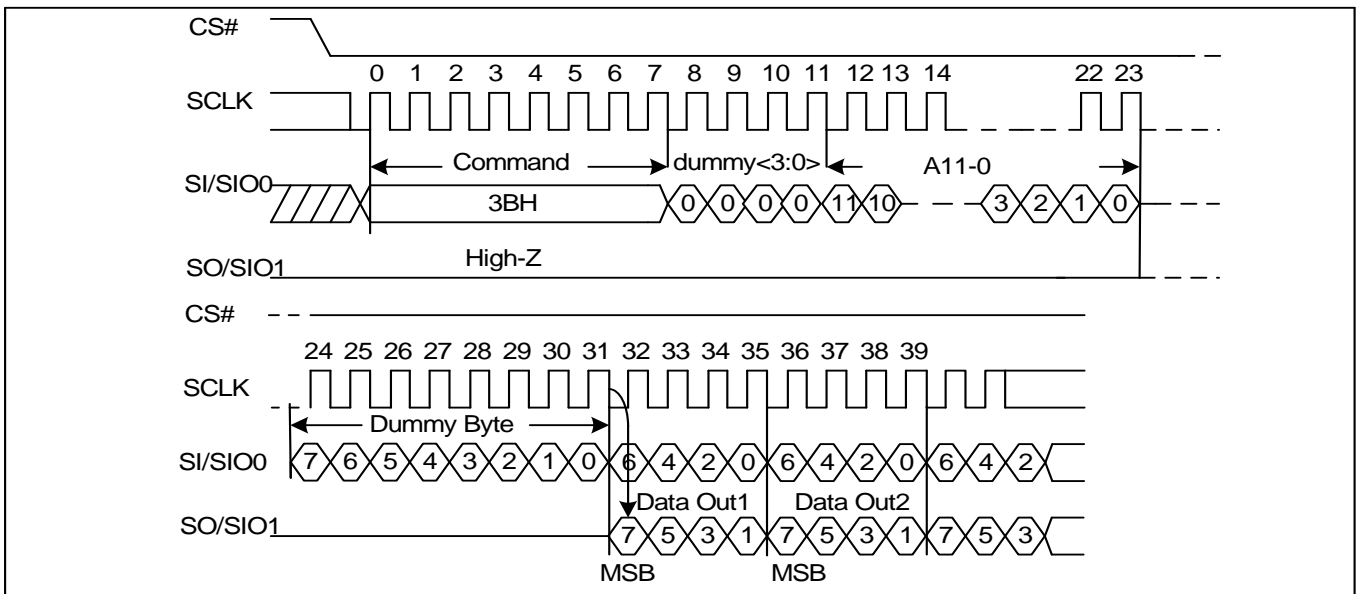 CS#
0 1 2 3 4 5 6 7 8 9 10 11 12 13 14 22 23
SCLK
Command dummy<3:0> A11-0
SI/SIO0 3BH 0 0 0 0 11 10 3 2 1 0
SO/SIO1 High-Z
CS#
24 25 26 27 28 29 30 31 32 33 34 35 36 37 38 39
SCLK
Dummy Byte
SI/SIO0 7 6 5 4 3 2 1 0 6 4 2 0 6 4 2 0 6 4 2
Data Out1 Data Out2
SO/SIO1 7 5 3 1 7 5 3 1 7 5 3
MSB MSB